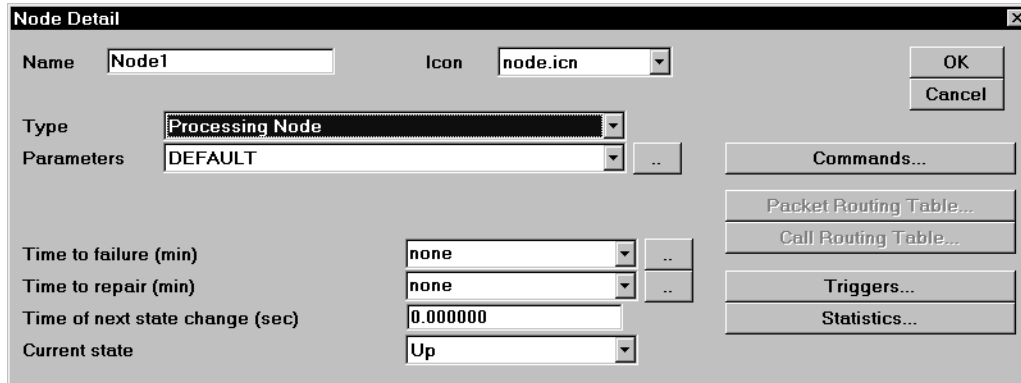 Node Detail
Name Node1 Icon node.icn OK
Cancel
Type Processing Node
Parameters DEFAULT .. Commands...
Packet Routing Table...
Call Routing Table...
Time to failure (min) none ..
Time to repair (min) none .. Triggers...
Time of next state change (sec) 0.000000 Statistics...
Current state Up